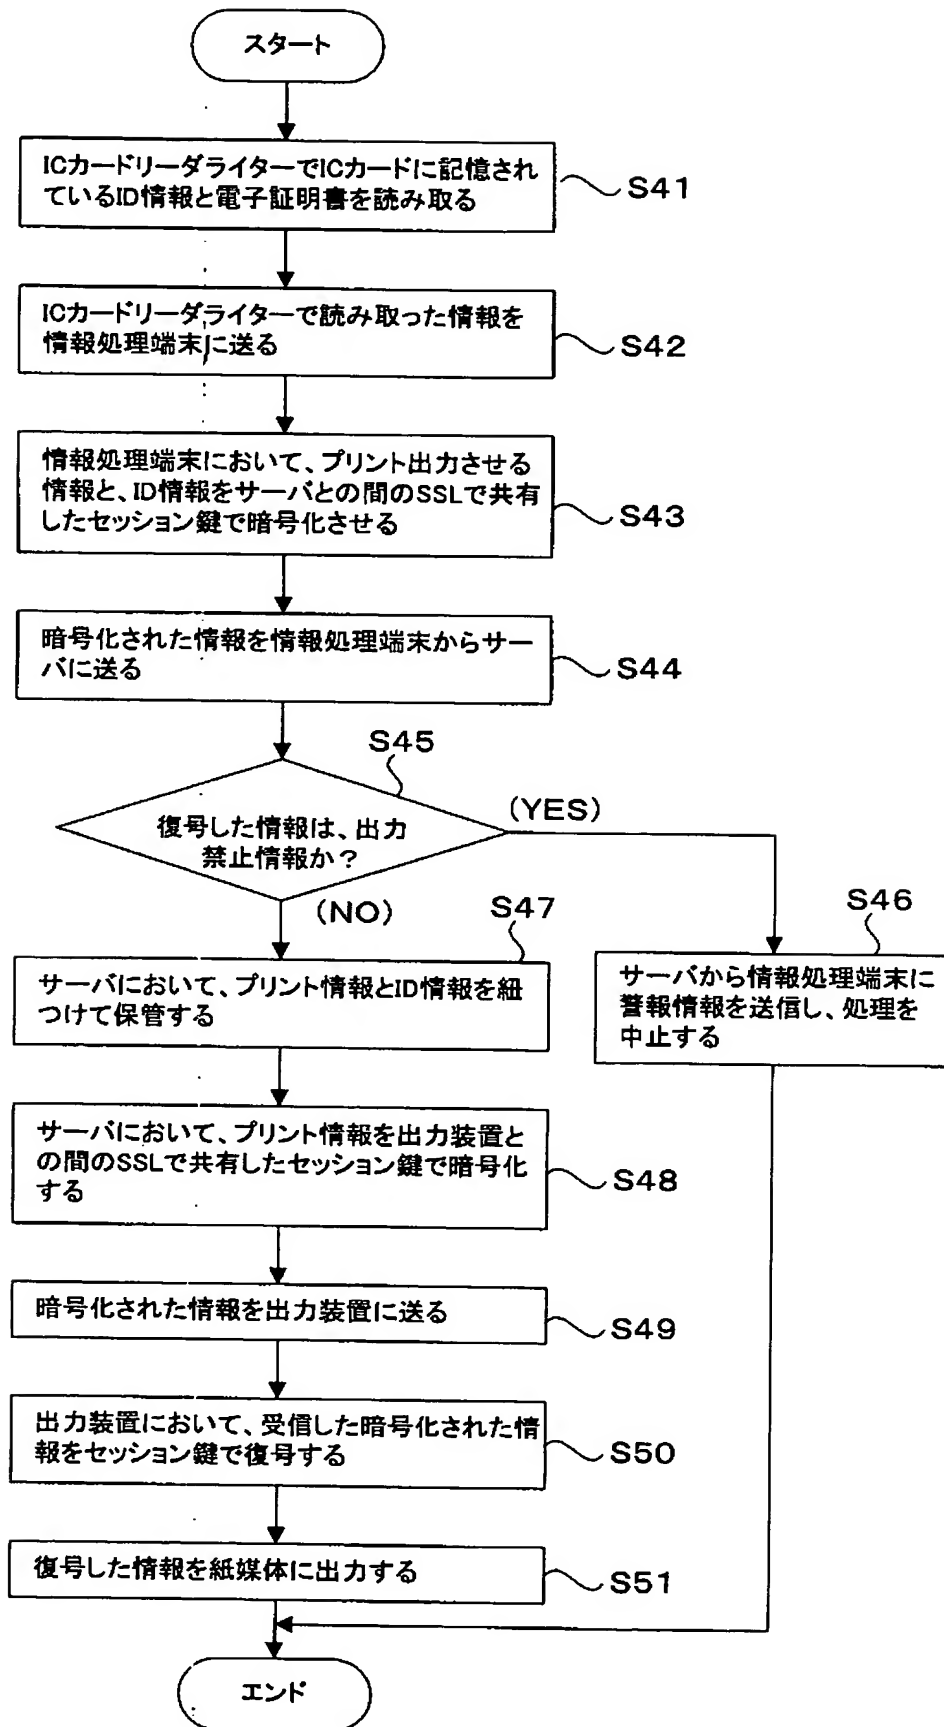 スタート
ICカードリーダライターでICカードに記憶され
ているID情報と電子証明書を読み取る
S41
ICカードリーダライターで読み取った情報を
情報処理端末に送る
S42
情報処理端末において、プリント出力させる
情報と、ID情報をサーバとの間のSSLで共有
したセッション鍵で暗号化させる
S43
暗号化された情報を情報処理端末からサー
バに送る
S44
S45
復号した情報は、出力
禁止情報か？
(YES)
(NO)
S46
サーバから情報処理端末に
警報情報を送信し、処理を
中止する
S47
サーバにおいて、プリント情報とID情報を紐
つけて保管する
サーバにおいて、プリント情報を出力装置と
の間のSSLで共有したセッション鍵で暗号化
する
S48
暗号化された情報を出力装置に送る
S49
出力装置において、受信した暗号化された情
報をセッション鍵で復号する
S50
復号した情報を紙媒体に出力する
S51
エンド